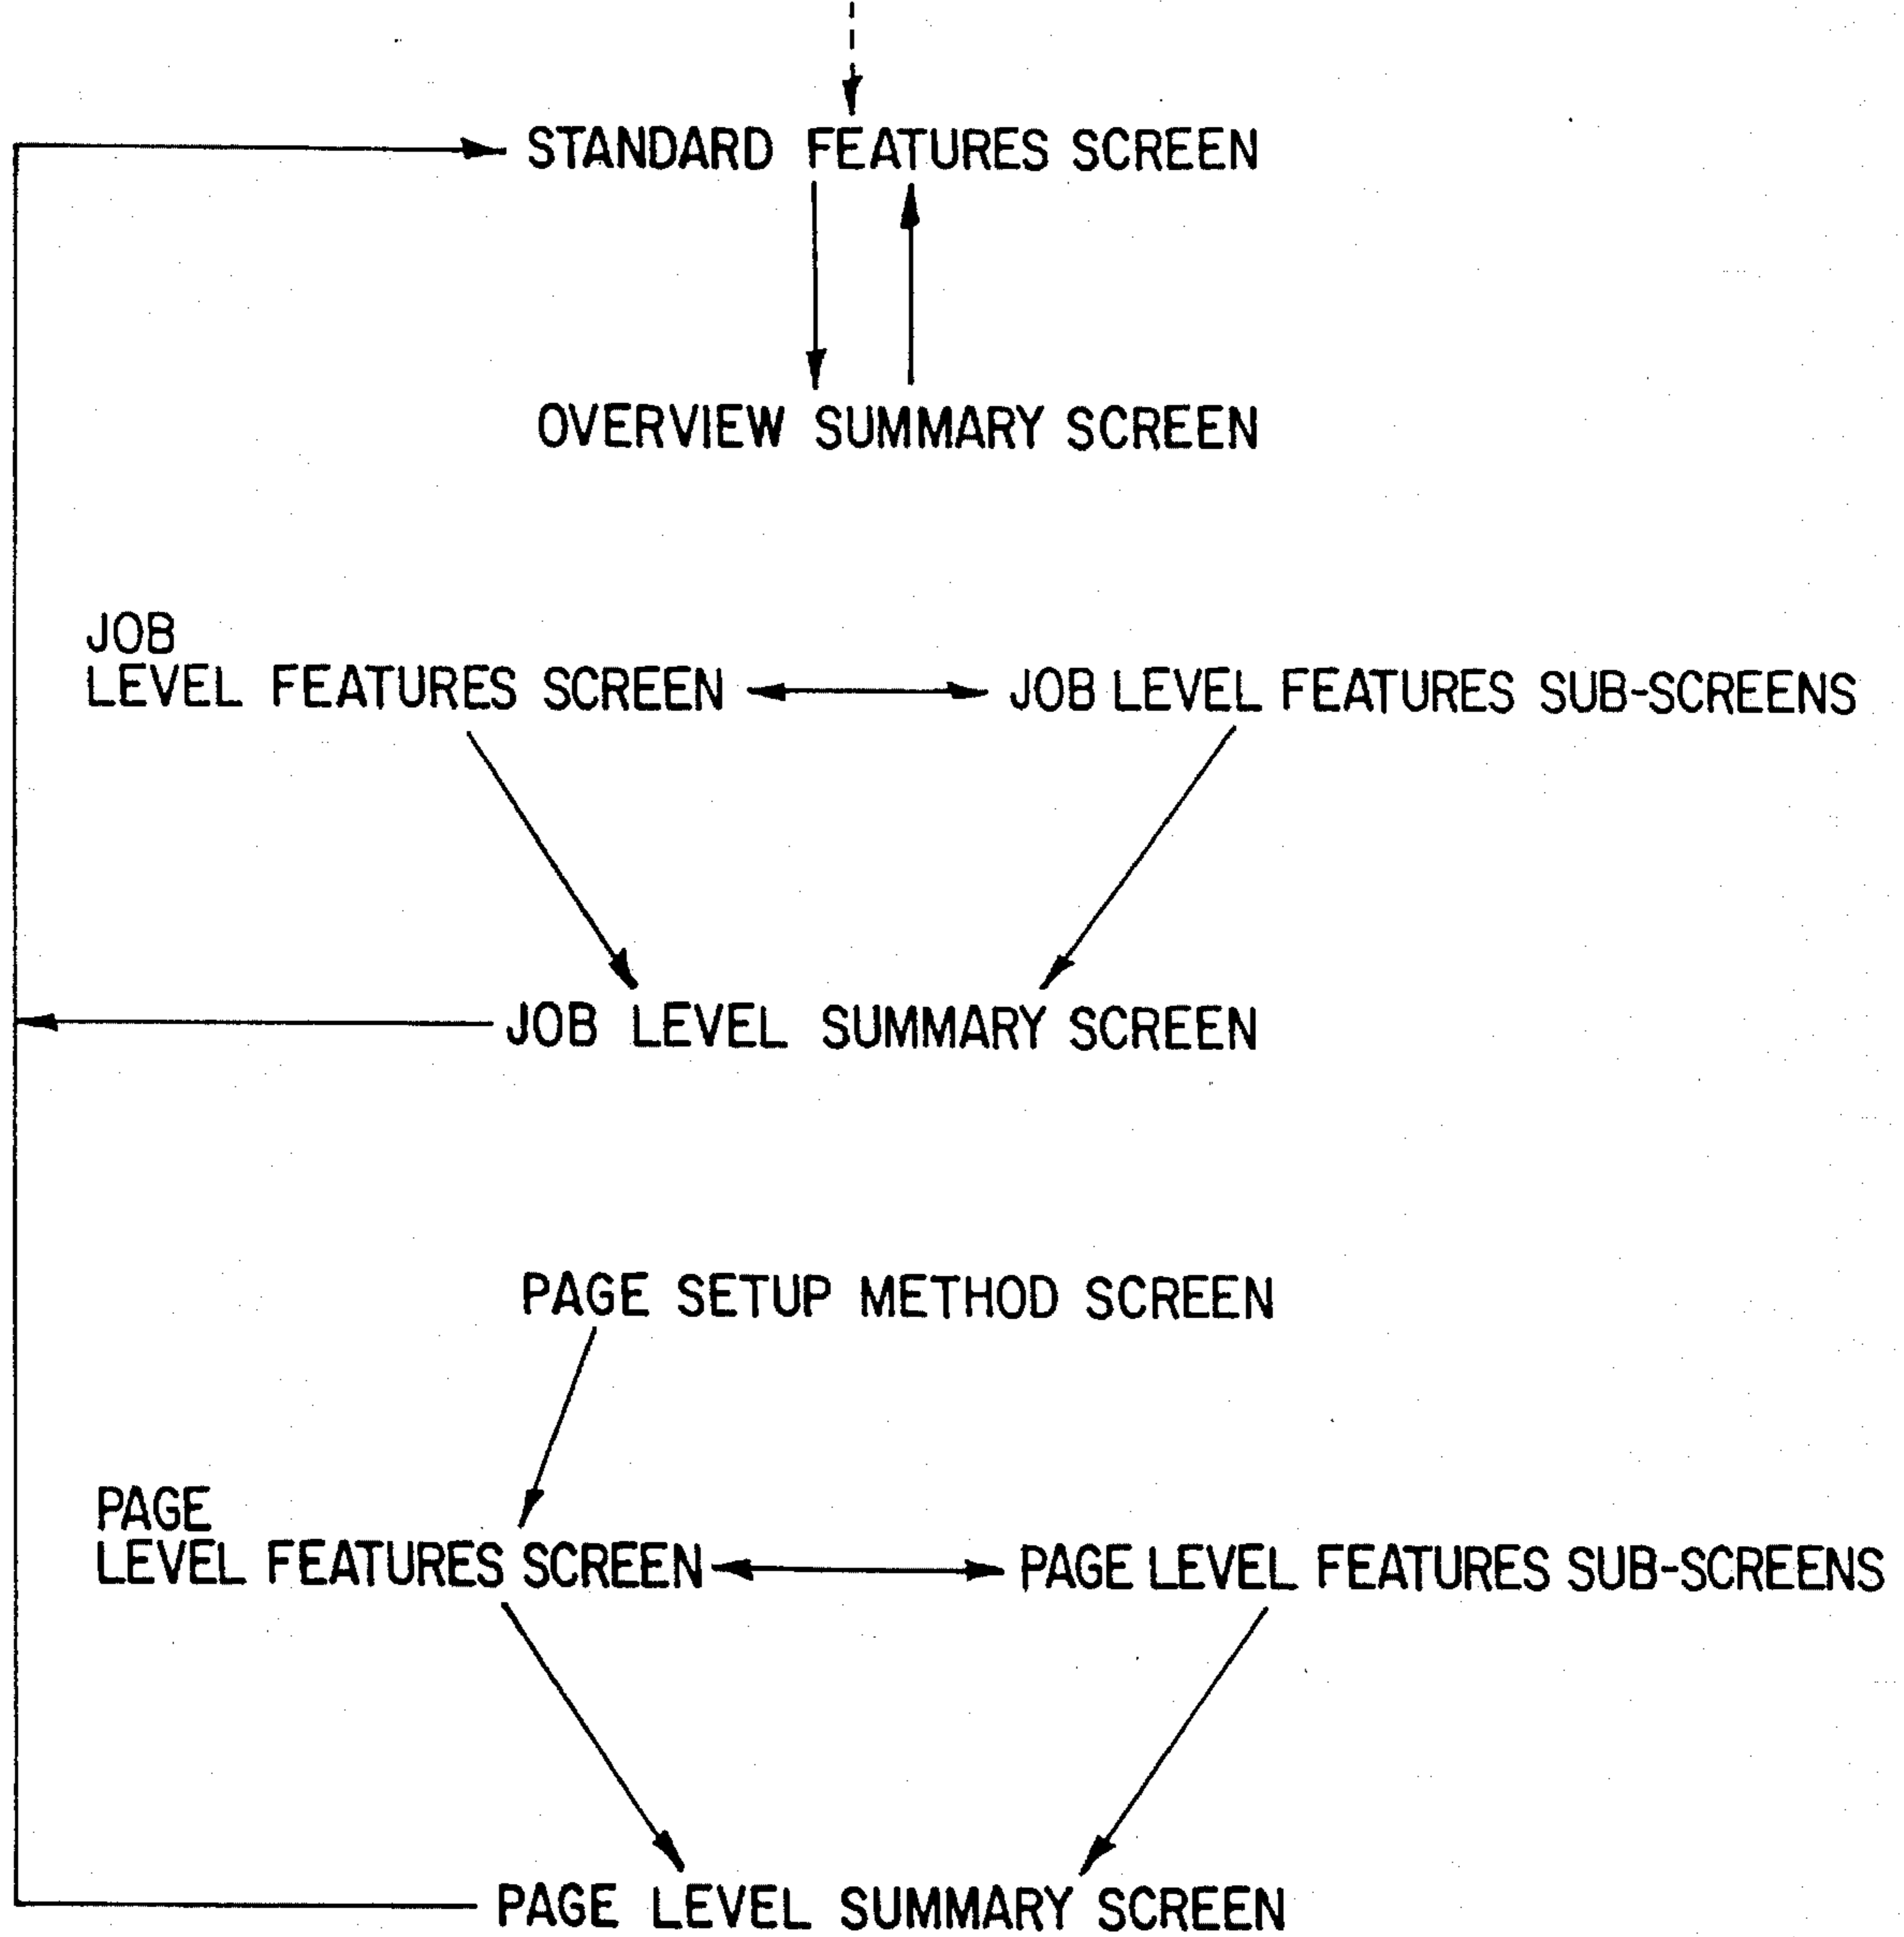 STANDARD FEATURES SCREEN
OVERVIEW SUMMARY SCREEN
JOB
LEVEL FEATURES SCREEN
JOB LEVEL FEATURES SUB-SCREENS
JOB LEVEL SUMMARY SCREEN
PAGE SETUP METHOD SCREEN
PAGE
LEVEL FEATURES SCREEN
PAGE LEVEL FEATURES SUB-SCREENS
PAGE LEVEL SUMMARY SCREEN